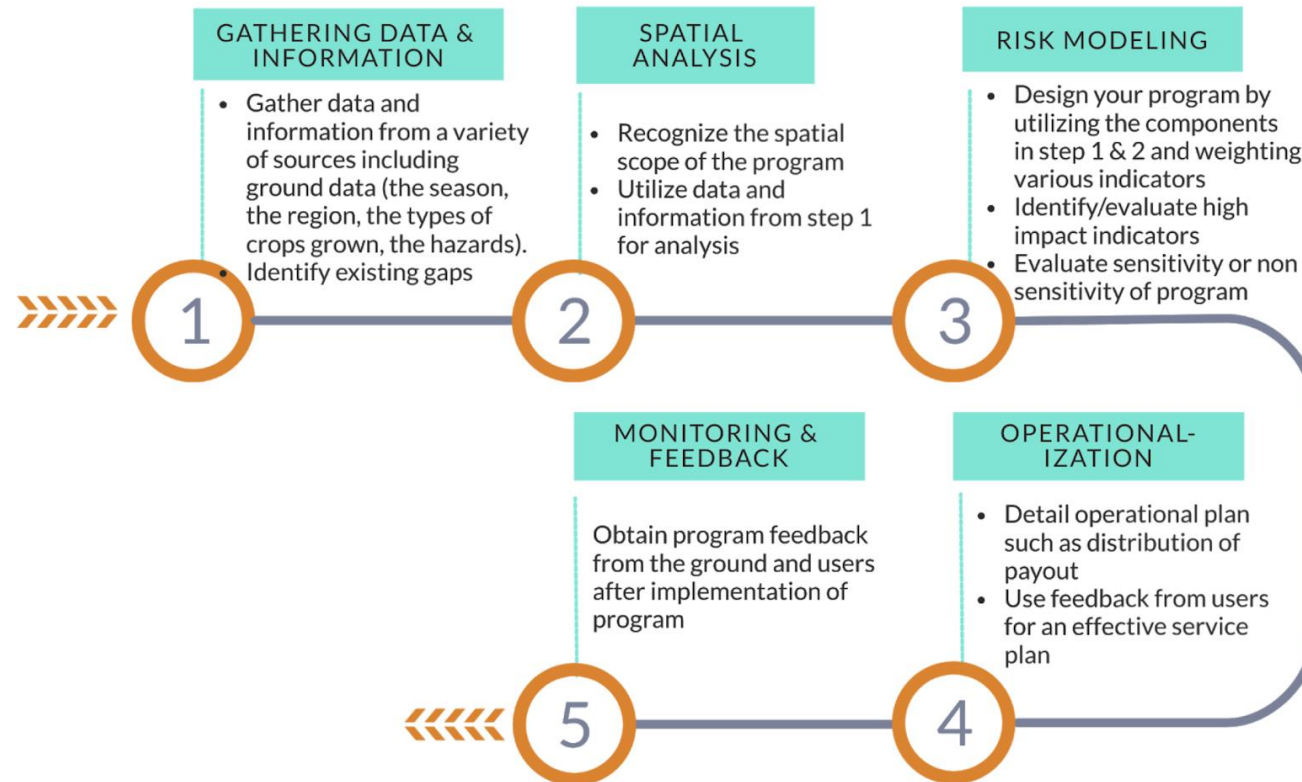 GATHERING DATA &
INFORMATION
• Gather data and
information from a variety
of sources including
ground data (the season,
the region, the types of
crops grown, the hazards).
• Identify existing gaps
1
SPATIAL
ANALYSIS
• Recognize the spatial
scope of the program
• Utilize data and
information from step 1
for analysis
2
RISK MODELING
• Design your program by
utilizing the components
in step 1 & 2 and weighting
various indicators
• Identify/evaluate high
impact indicators
• Evaluate sensitivity or non
sensitivity of program
3
OPERATIONAL-
IZATION
• Detail operational plan
such as distribution of
payout
• Use feedback from users
for an effective service
plan
4
MONITORING &
FEEDBACK
Obtain program feedback
from the ground and users
after implementation of
program
5